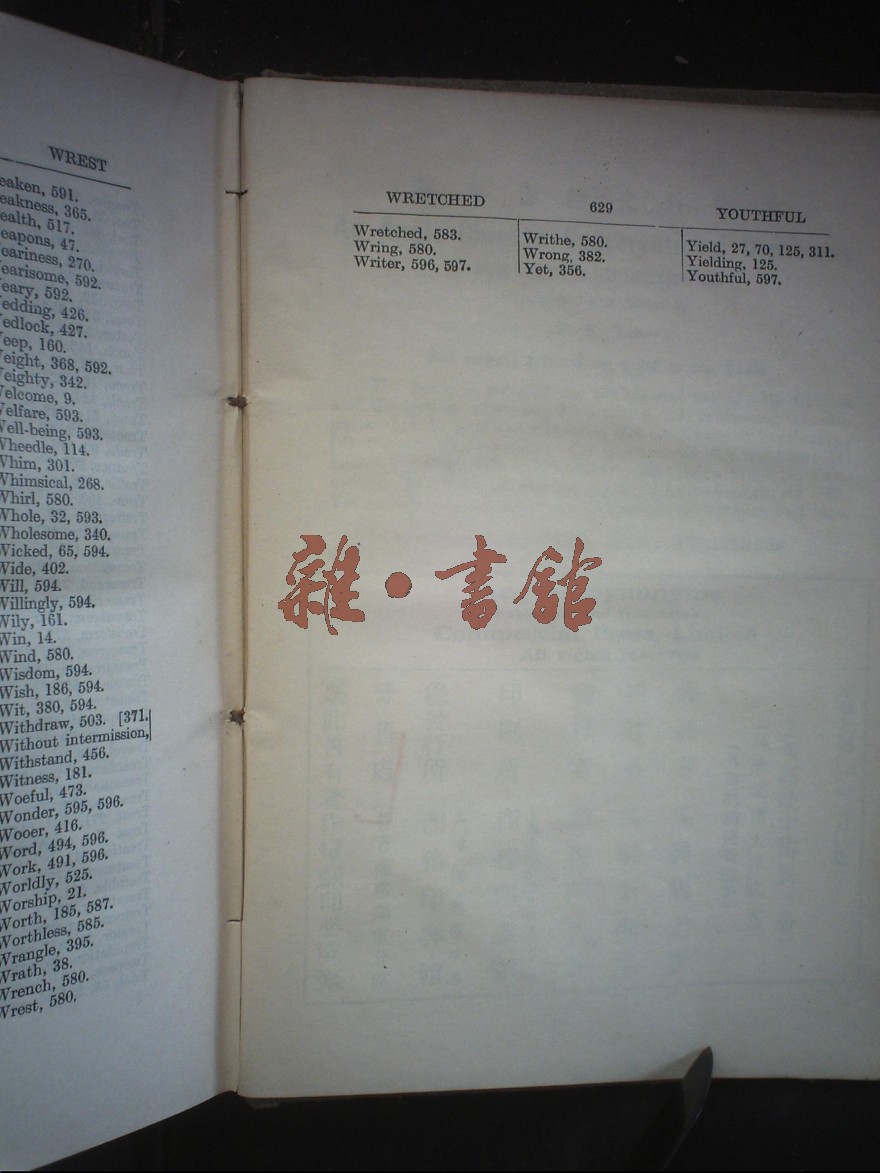 WREST
eaken, 591.
eakness, 365.
ealth, 517.
eapons, 47.
eariness, 270.
earisome, 592.
eary, 592.
edding, 426.
edlock, 427.
eep, 160.
eight, 368, 592.
eighty, 342.
elcome, 9.
elfare, 593.
Well-being, 593.
Wheedle, 114.
Whim, 301.
Whimsical, 268.
Whirl, 580.
Whole, 32, 593.
Wholesome, 340.
Wicked, 65, 594.
Wide, 402.
Will, 594.
Willingly, 594.
Wily, 161.
Win, 14.
Wind, 580.
Wisdom, 594.
Wish, 186, 594.
Wit, 380, 594.
Withdraw, 503. [371.
Without intermission,
Withstand, 456.
Witness, 181.
Woeful, 473.
Wonder, 595, 596.
Wooer, 416.
Word, 494, 596.
Work, 491, 596.
Worldly, 525.
Worship, 21.
Worth, 185, 587.
Worthless, 585.
Wrangle, 395.
Wrath, 38.
Wrench, 580.
Wrest, 580.
WRETCHED 629 YOUTHFUL
Wretched, 583.
Wring, 580.
Writer, 596, 597.
Writhe, 580.
Wrong, 382.
Yet, 356.
Yield, 27, 70, 125, 311.
Yielding, 125.
Youthful, 597.
雜·書館